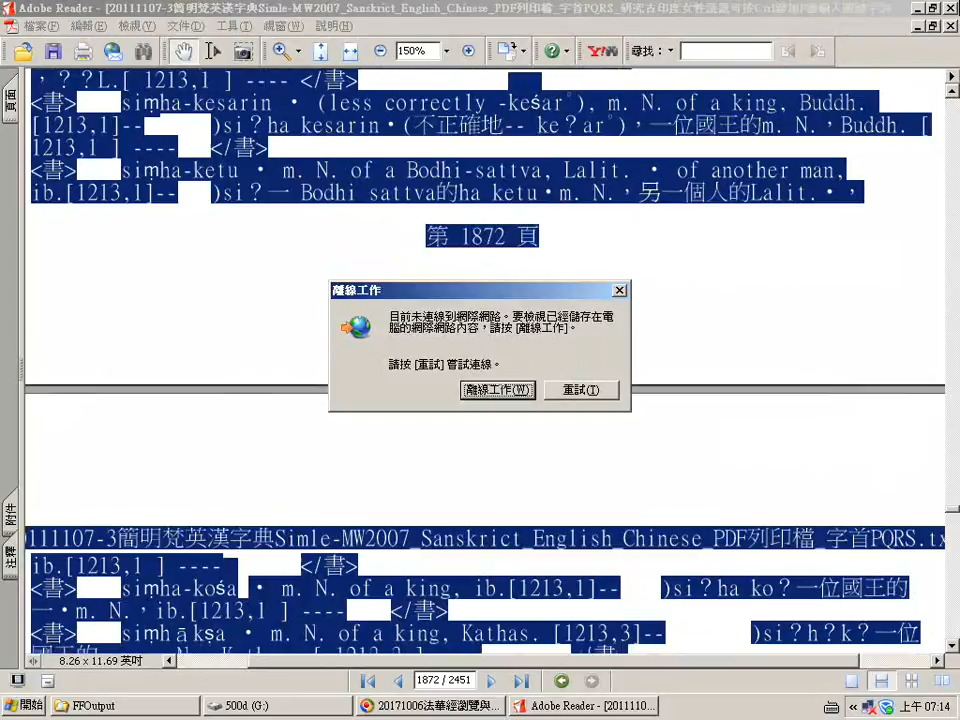 Adobe Reader - [20111107-3簡明梵英漢字典Simle-MW2007_Sanskrict_English_Chinese_PDF列印檔_字首PQRS_研究古印度
檔案(F) 編輯(E) 檢視(V) 文件(D) 工具(T) 視窗(W) 說明(H)
150% 尋找:
頁面
,??L.[ 1213,1 ] ---- </書>
<書> siṃha-kesarin · (less correctly -keśar˚), m. N. of a king, Buddh.
[1213,1]-- )si?ha kesarin·(不正確地-- ke?ar˚),一位國王的m. N.,Buddh. [
1213,1 ] ---- </書>
<書> siṃha-ketu · m. N. of a Bodhi-sattva, Lalit. · of another man,
ib.[1213,1]-- )si?一 Bodhi sattva的ha ketu·m. N.,另一個人的Lalit.·,
第 1872 頁
離線工作
目前未連線到網際網路。要檢視已經儲存在電
腦的網際網路內容,請按 [離線工作]。
請按 [重試] 嘗試連線。
離線工作(W) 重試(T)
附件
注釋
111107-3簡明梵英漢字典Simle-MW2007_Sanskrict_English_Chinese_PDF列印檔_字首PQRS.tx
ib.[1213,1 ] ---- </書>
<書> siṃha-kośa · m. N. of a king, ib.[1213,1]-- )si?ha ko?一位國王的
一·m. N.,ib.[1213,1 ] ---- </書>
<書> siṃhākṣa · m. N. of a king, Kathas. [1213,3]-- )si?h?k?一位
8.26 x 11.69 英吋
1872 / 2451
開始 FFOutput 500d (G:) 20171006法華經瀏覽與... Adobe Reader - [2011110... 上午 07:14